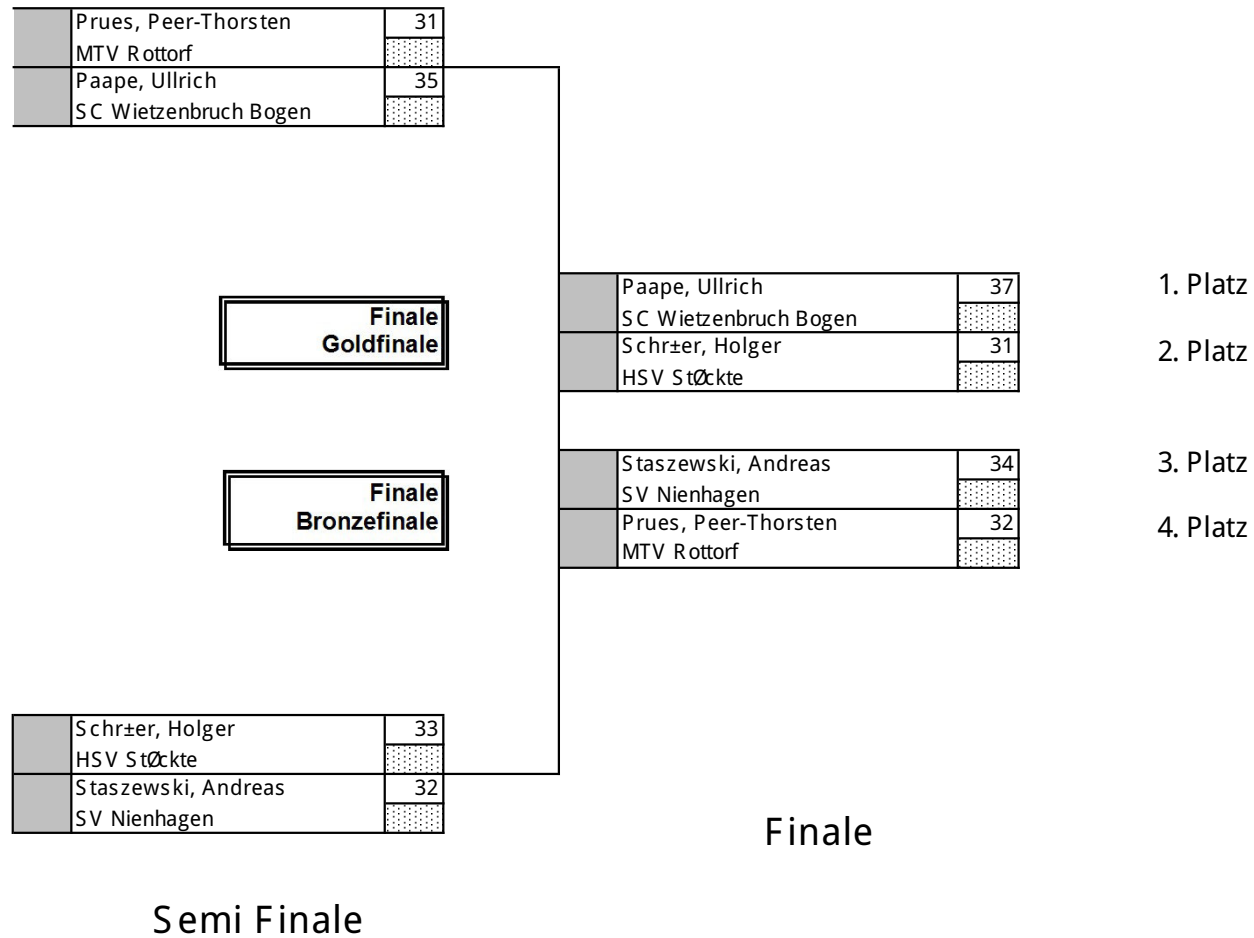 Prues, Peer-Thorsten 31
MTV Rottorf
Paape, Ullrich 35
SC Wietzenbruch Bogen
Finale
Goldfinale
Paape, Ullrich 37
SC Wietzenbruch Bogen
1. Platz
Schr±er, Holger 31
HSV StØckte
2. Platz
Finale
Bronzefinale
Staszewski, Andreas 34
SV Nienhagen
3. Platz
Prues, Peer-Thorsten 32
MTV Rottorf
4. Platz
Schr±er, Holger 33
HSV StØckte
Staszewski, Andreas 32
SV Nienhagen
Finale
Semi Finale